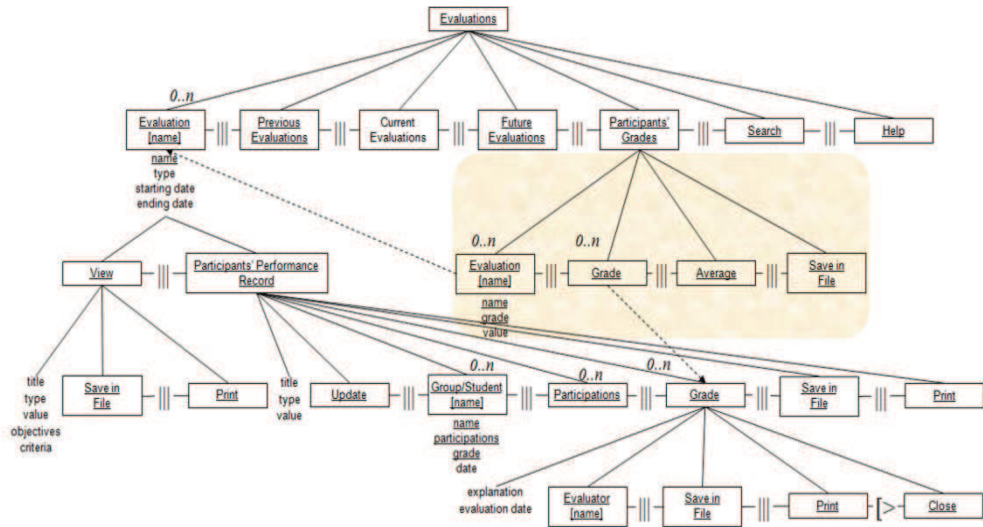 Evaluations
0..n
Evaluation
[name]
|||
Previous
Evaluations
|||
Current
Evaluations
|||
Future
Evaluations
|||
Participants'
Grades
|||
Search
|||
Help
name
type
starting date
ending date
View
|||
Participants' Performance
Record
0..n
Evaluation
[name]
|||
0..n
Grade
|||
Average
|||
Save in
File
name
grade
value
title
type
value
objectives
criteria
Save in
File
|||
Print
title
type
value
Update
|||
0..n
Group/Student
[name]
|||
0..n
Participations
|||
0..n
Grade
|||
Save in
File
|||
Print
name
participations
grade
date
explanation
evaluation date
Evaluator
[name]
|||
Save in
File
|||
Print
[>
Close